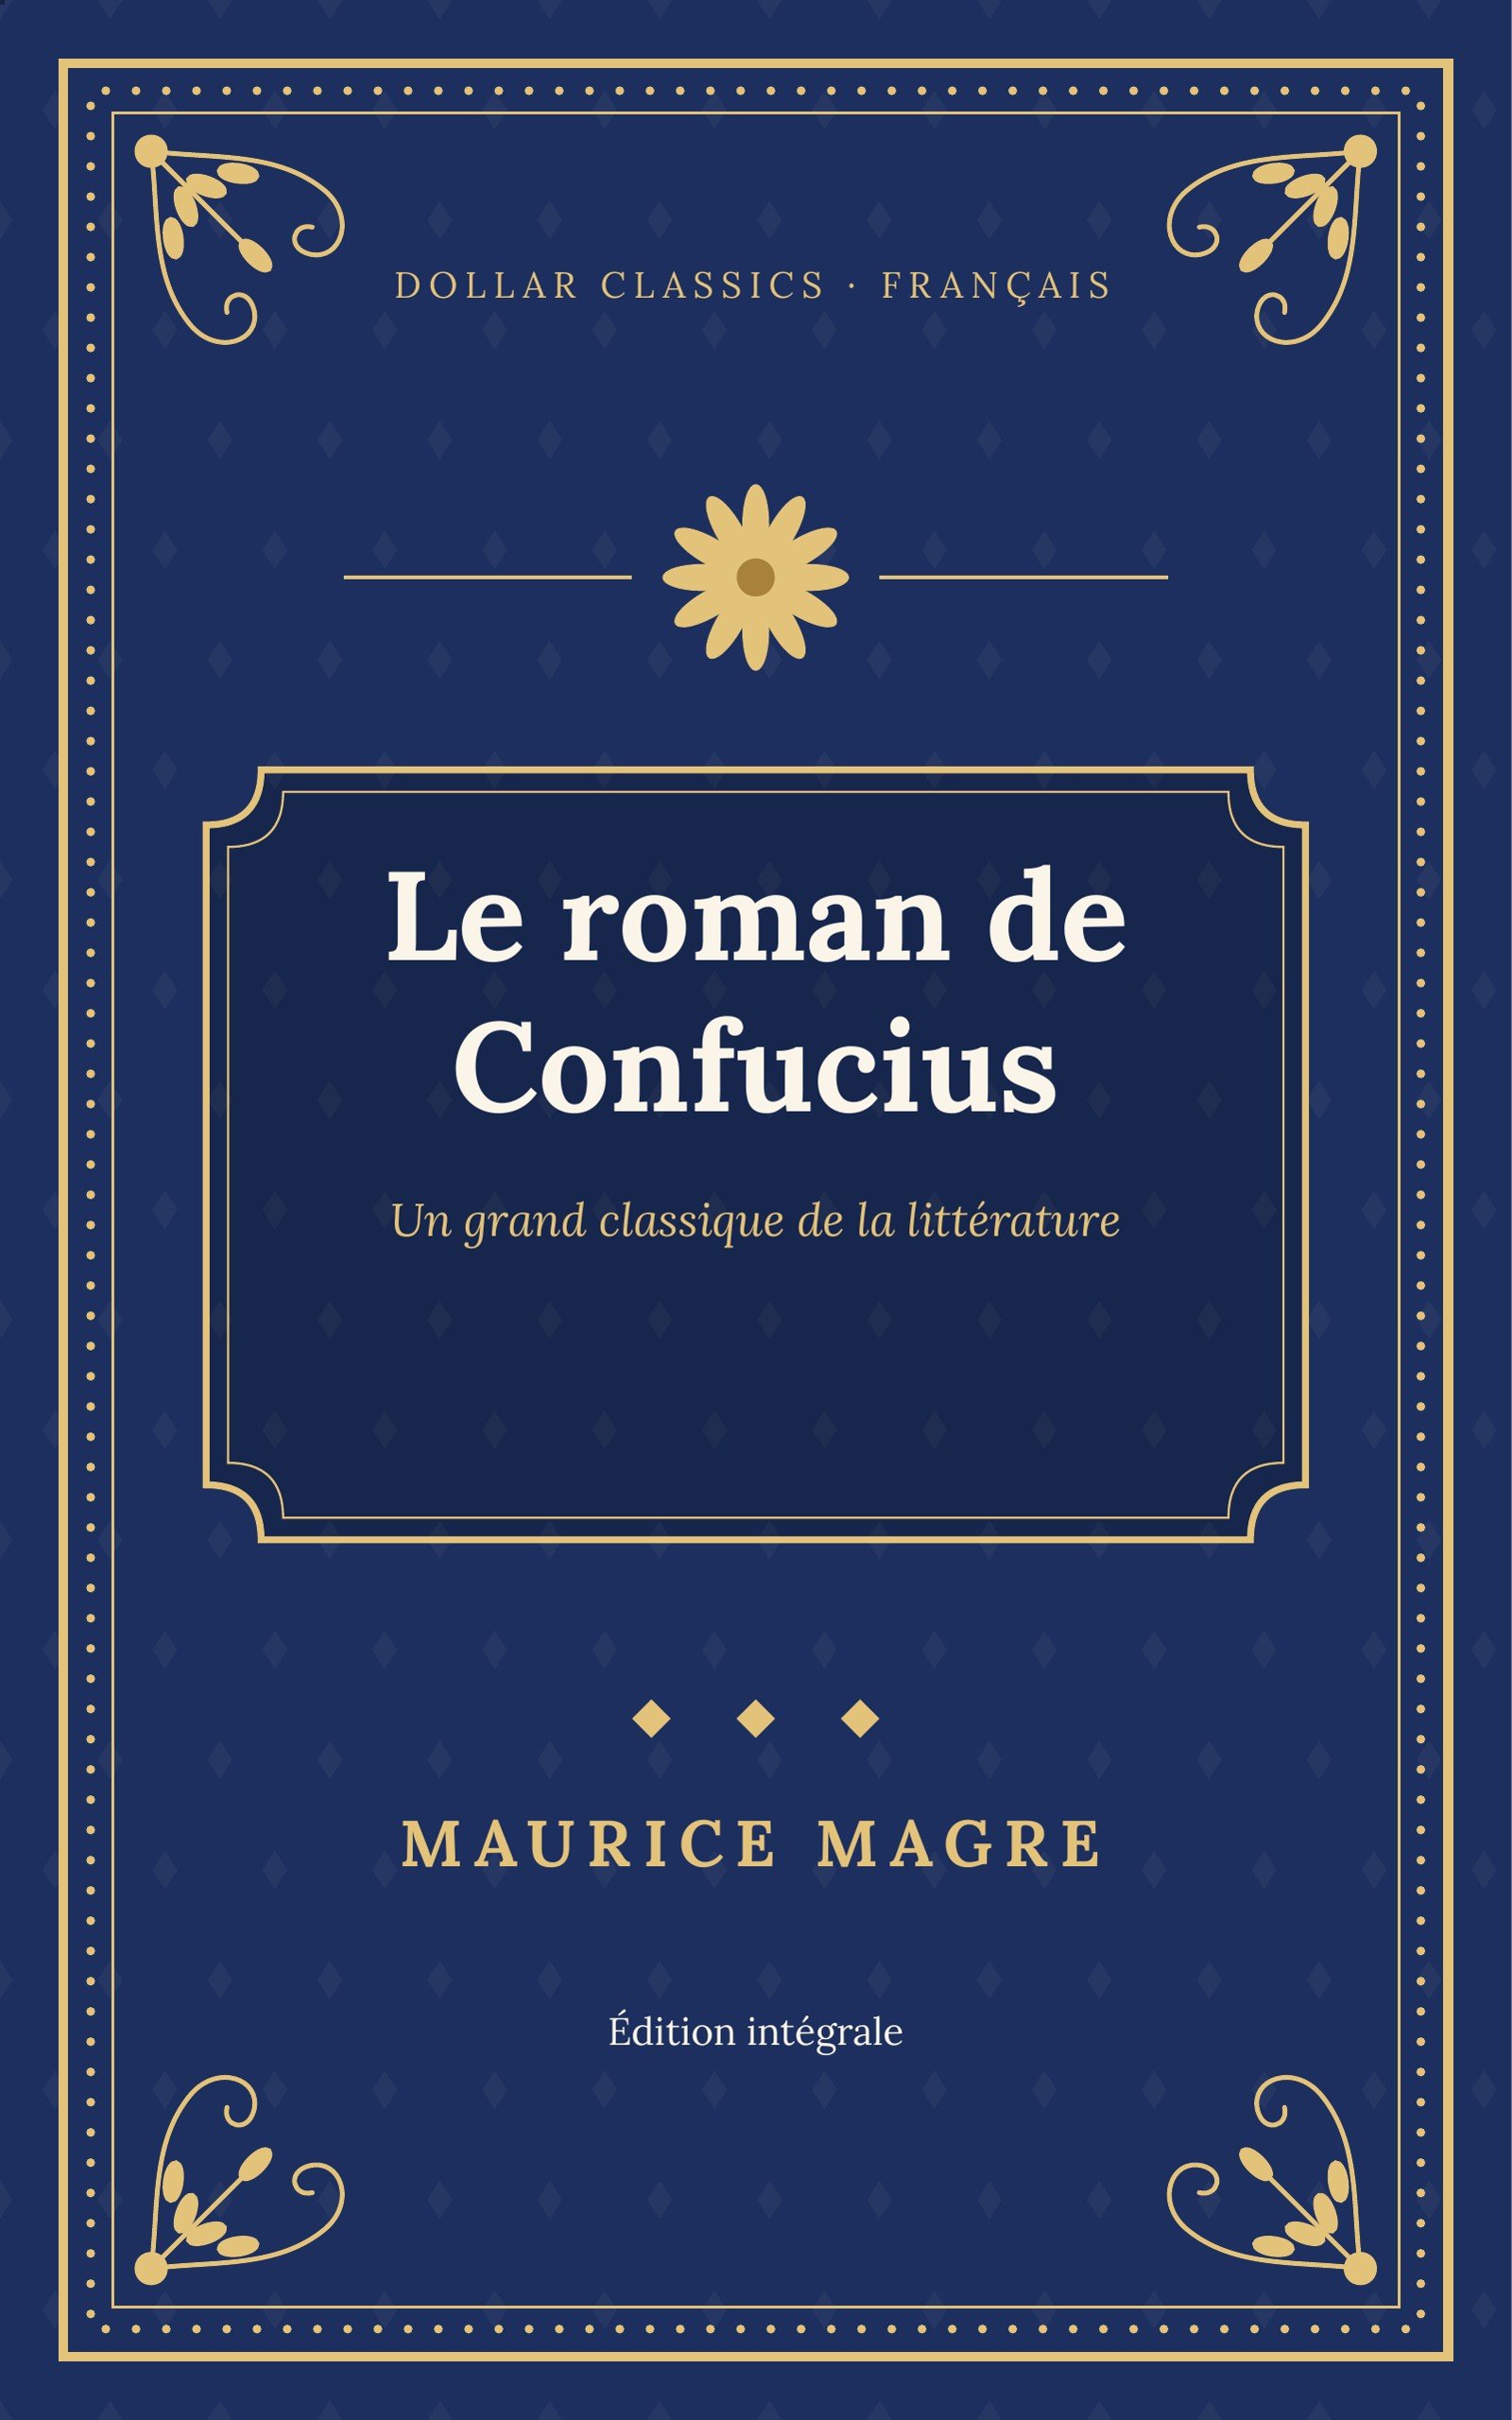 DOLLAR CLASSICS · FRANÇAIS
Le roman de
Confucius
Un grand classique de la littérature
MAURICE MAGRE
Édition intégrale